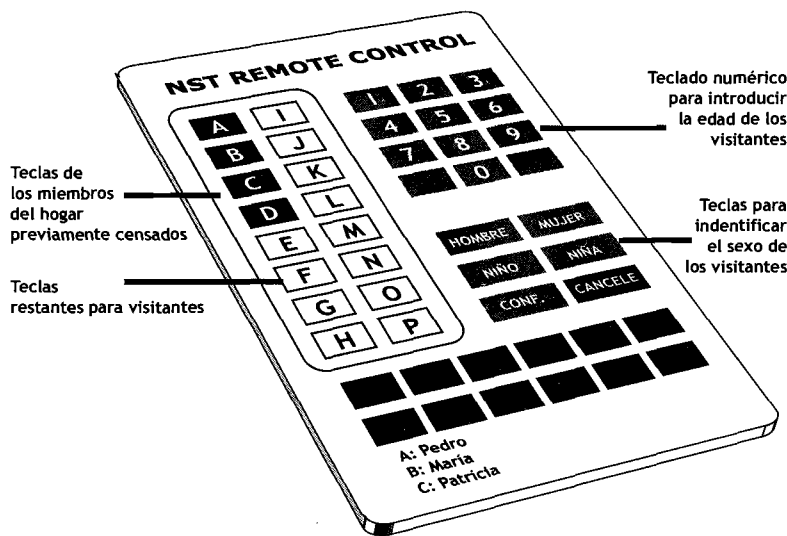 NST REMOTE CONTROL
A I
B J
C K
D L
E M
F N
G O
H P
1 2 3
4 5 6
7 8 9
0
HOMBRE MUJER
NIÑO NIÑA
CONF. CANCELE
A: Pedro
B: María
C: Patricia
Teclas de
los miembros
del hogar
previamente censados
Teclas
restantes para visitantes
Teclado numérico
para introducir
la edad de los
visitantes
Teclas para
indentificar
el sexo de
los visitantes